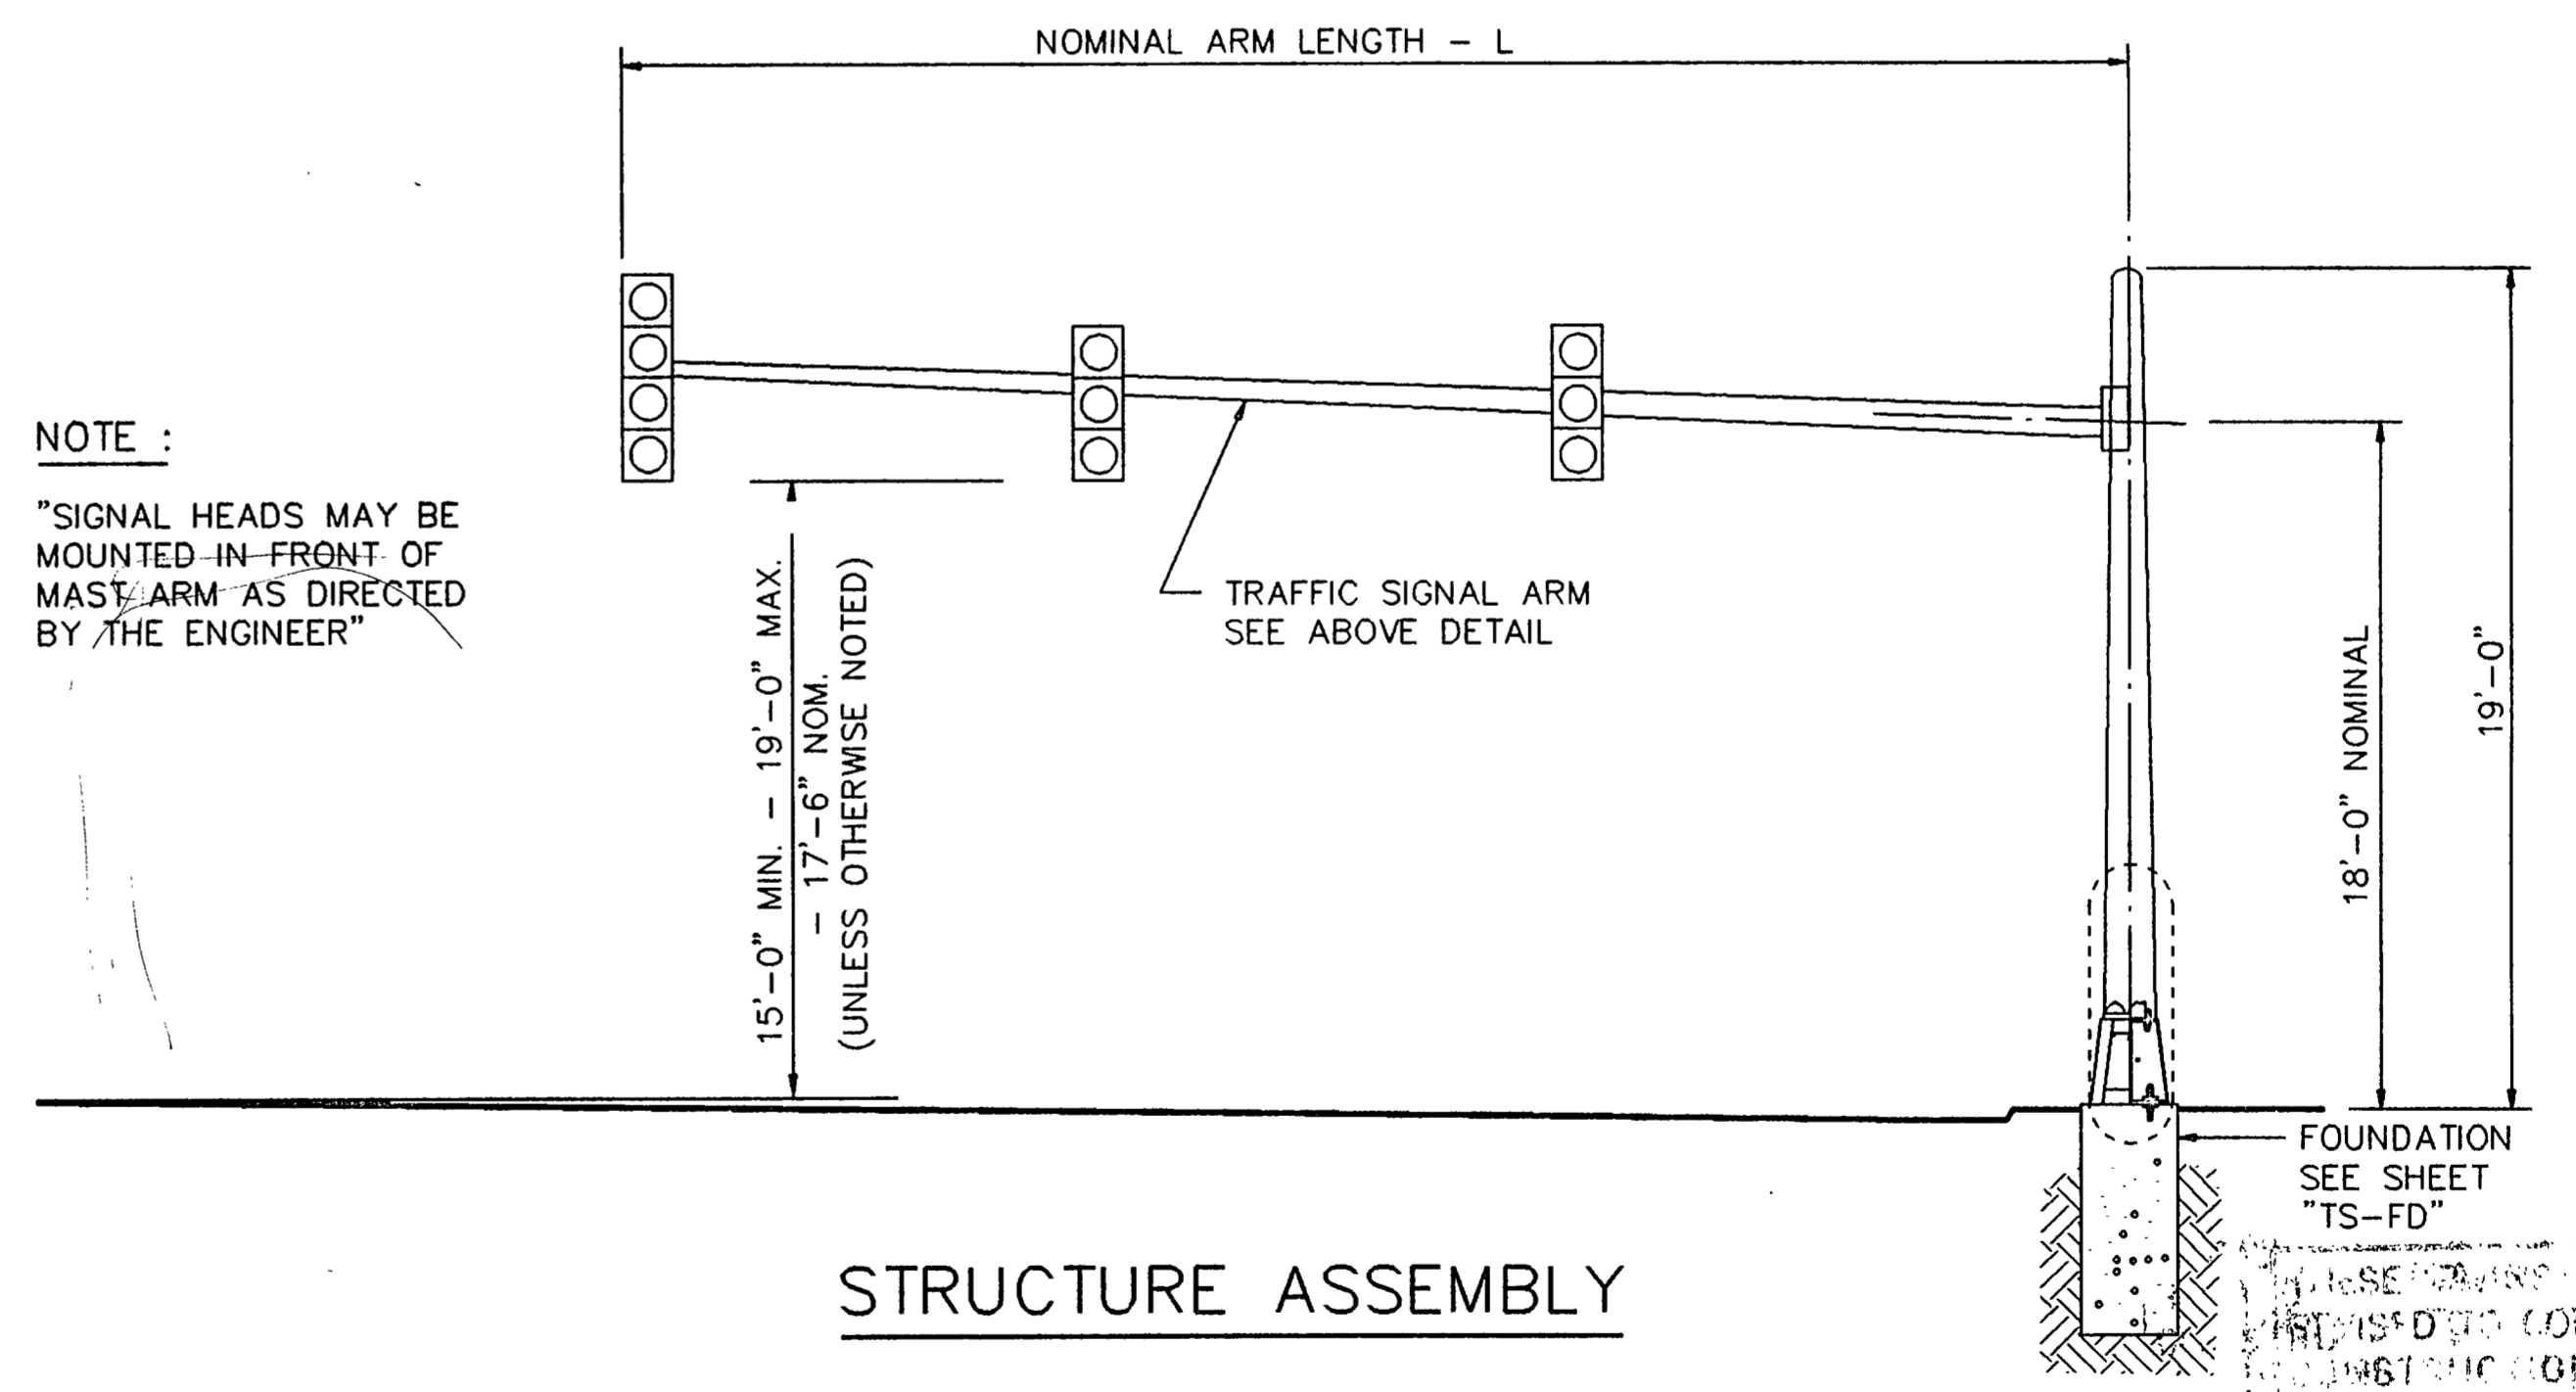 NOMINAL ARM LENGTH - L
NOTE :
"SIGNAL HEADS MAY BE
MOUNTED IN FRONT OF
MAST ARM AS DIRECTED
BY THE ENGINEER"
15'-0" MIN. - 19'-0" MAX.
- 17'-6" NOM.
(UNLESS OTHERWISE NOTED)
TRAFFIC SIGNAL ARM
SEE ABOVE DETAIL
18'-0" NOMINAL
19'-0"
FOUNDATION
SEE SHEET
"TS-FD"
STRUCTURE ASSEMBLY